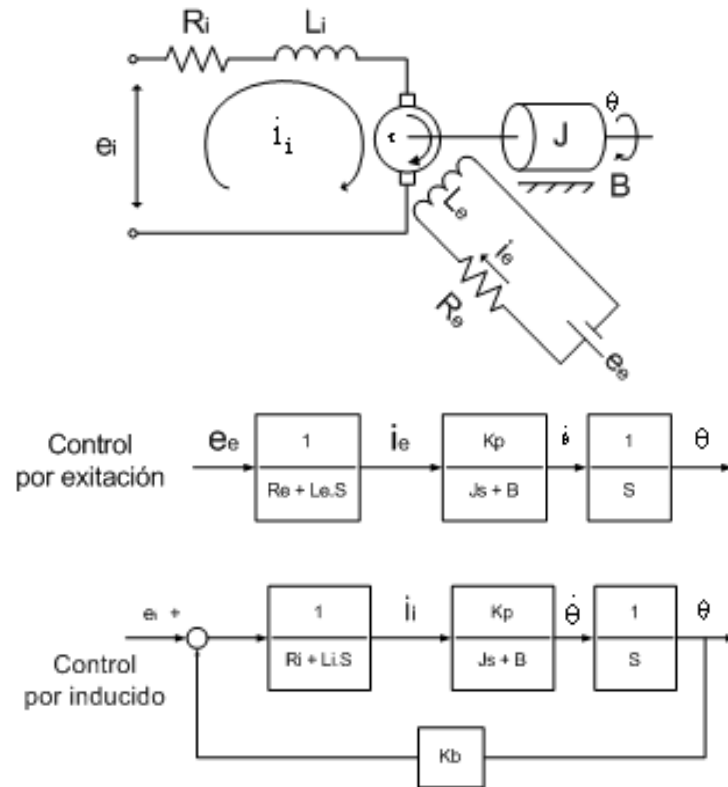 Ri
Li
ei
ii
τ
J
θ
B
Le
ie
Re
ee
Control
por exitación
ee
1
Re + Le.S
ie
Kp
Js + B
θ̇
1
S
θ
Control
por inducido
ei +
1
Ri + Li.S
ii
Kp
Js + B
θ̇
1
S
θ
Kb